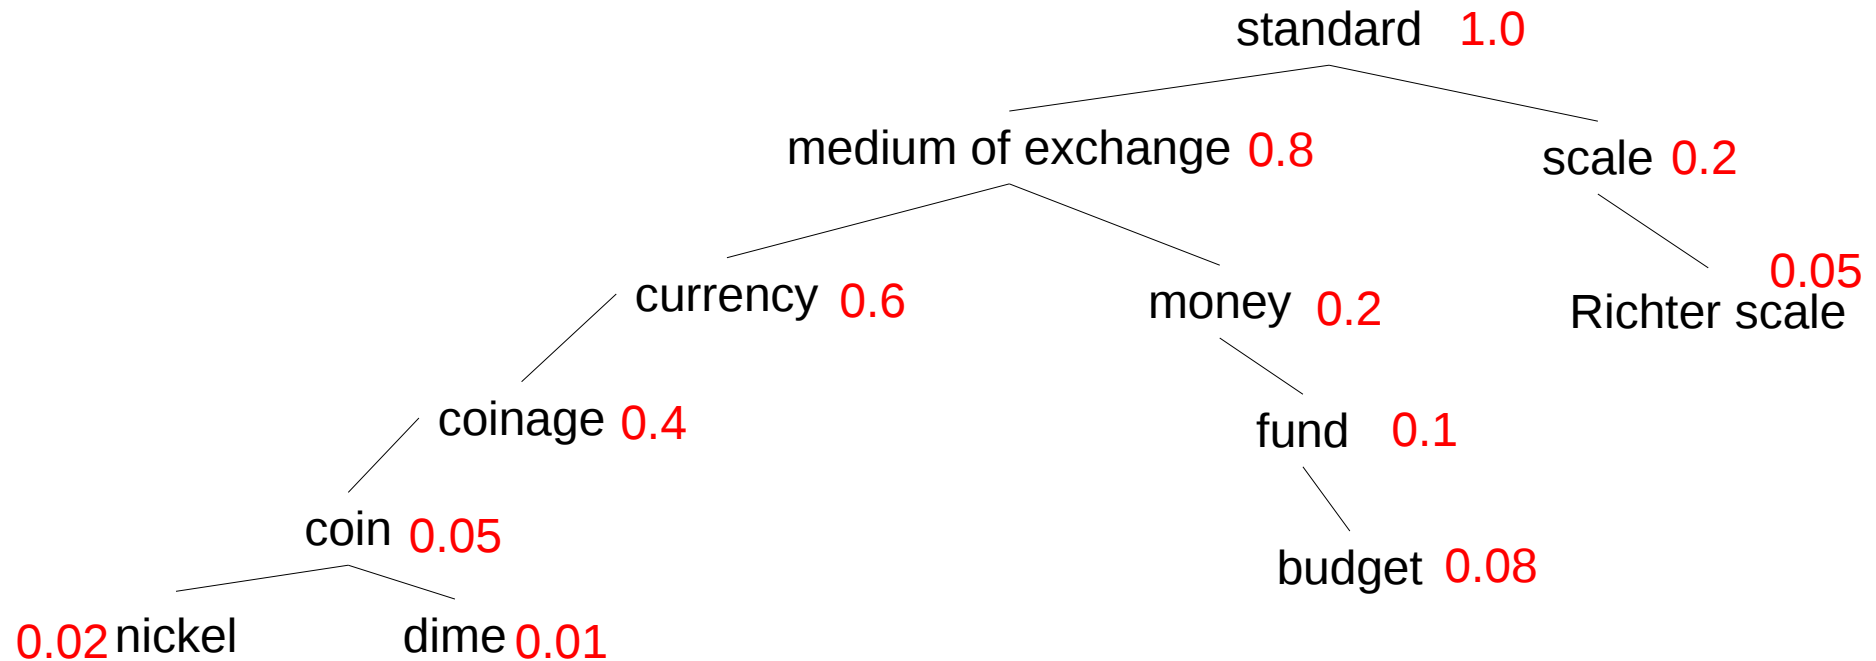 standard 1.0
medium of exchange 0.8
scale 0.2
currency 0.6
money 0.2
0.05
Richter scale
coinage 0.4
fund 0.1
coin 0.05
budget 0.08
0.02 nickel
dime 0.01